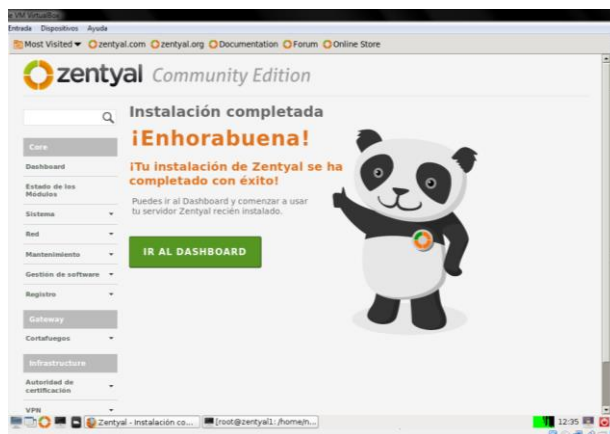 VM VirtualBox
Entrada Dispositivos Ayuda
Most Visited zentyal.com zentyal.org Documentation Forum Online Store
zentyal Community Edition
Instalación completada
¡Enhorabuena!
¡Tu instalación de Zentyal se ha
completado con éxito!
Puedes ir al Dashboard y comenzar a usar
tu servidor Zentyal recién instalado.
IR AL DASHBOARD
Core
Dashboard
Estado de los
Módulos
Sistema
Red
Mantenimiento
Gestión de software
Registro
Gateway
Cortafuegos
Infrastructure
Autoridad de
certificación
VPN
Zentyal - Instalación co...
[root@zentyal1: /home/n...
12:35